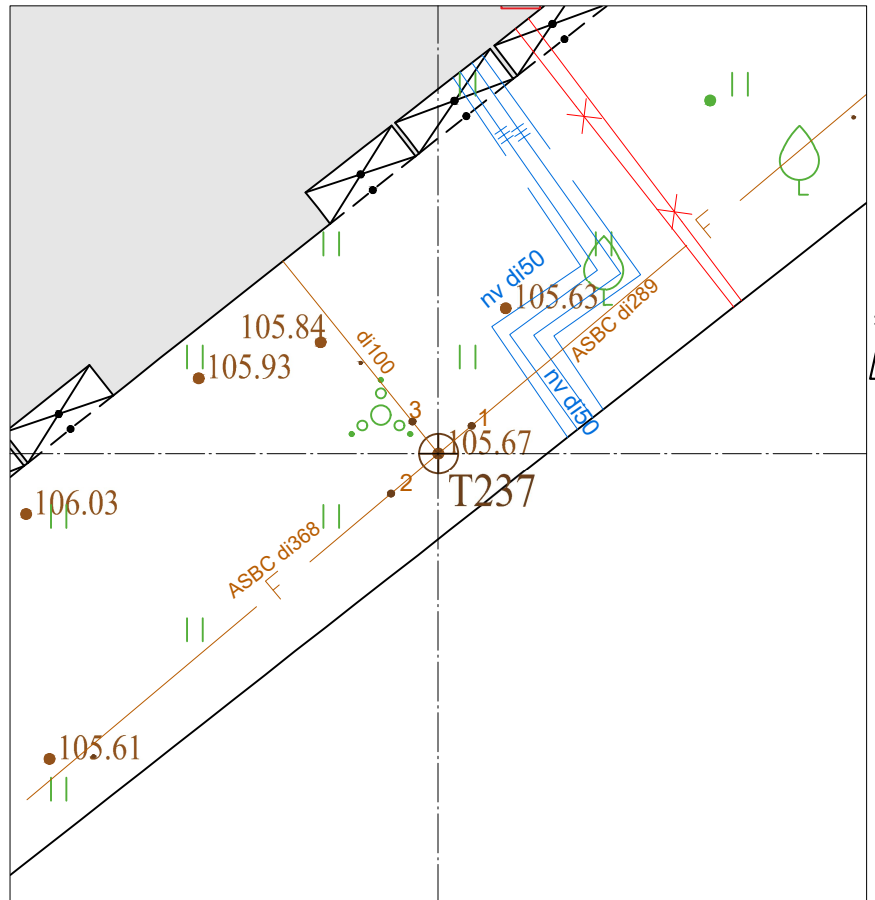 F
L
nv di50
L
105.63
ASBC di289
105.84
di100
105.93
nv di50
3
1
105.67
2
T237
106.03
ASBC di368
F
105.61